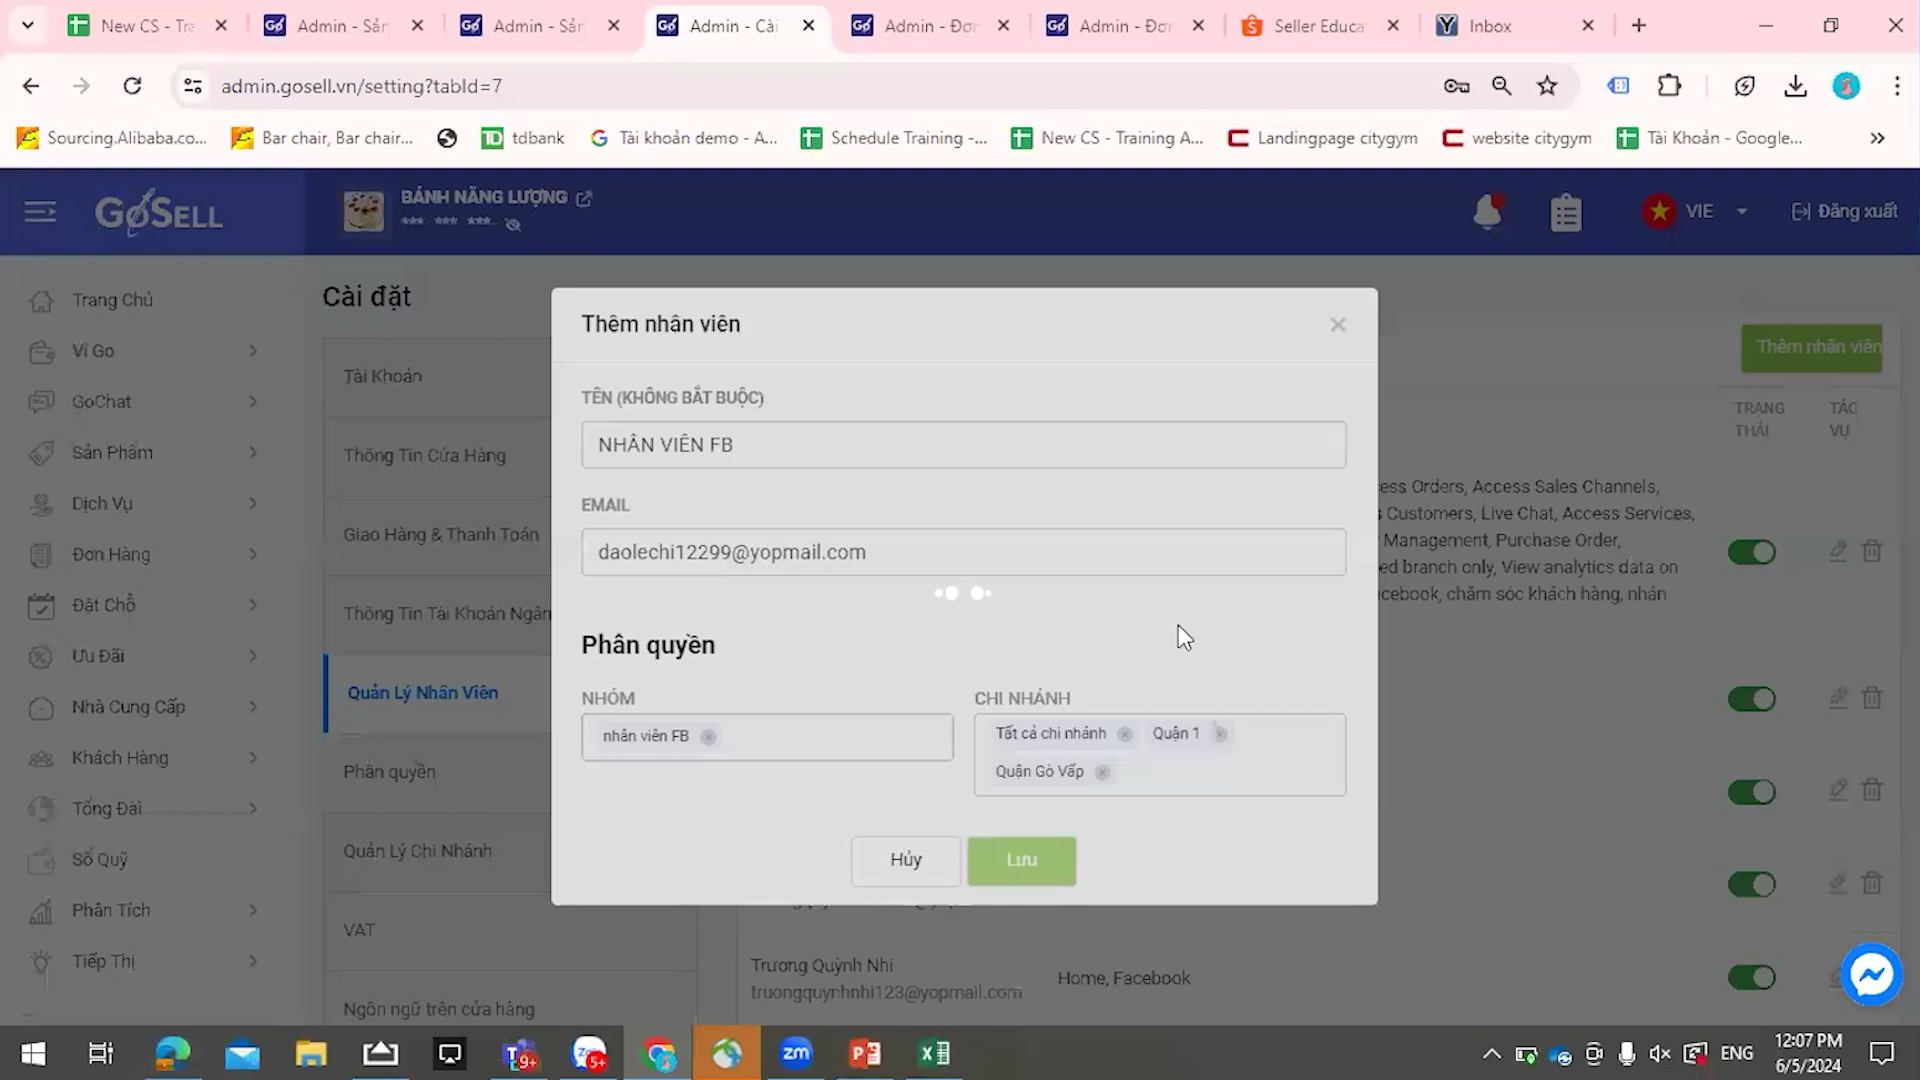 New CS - Tra
Admin - Sản
Admin - Sản
Admin - Cài
Admin - Đơn
Admin - Đơn
Seller Educat
Inbox
admin.gosell.vn/setting?tabId=7
Sourcing.Alibaba.co...
Bar chair, Bar chair...
tdbank
Tài khoản demo - A...
Schedule Training -...
New CS - Training A...
Landingpage citygym
website citygym
Tài Khoản - Google...
GoSELL
BÁNH NĂNG LƯỢNG
*** *** ***
VIE
Đăng xuất
Trang Chủ
Ví Go
GoChat
Sản Phẩm
Dịch Vụ
Đơn Hàng
Đặt Chỗ
Ưu Đãi
Nhà Cung Cấp
Khách Hàng
Tổng Đài
Sổ Quỹ
Phân Tích
Tiếp Thị
Cài đặt
Tài Khoản
Thông Tin Cửa Hàng
Giao Hàng & Thanh Toán
Thông Tin Tài Khoản Ngân
Quản Lý Nhân Viên
Phân quyền
Quản Lý Chi Nhánh
VAT
Ngôn ngữ trên cửa hàng
Thêm nhân viên
TÊN (KHÔNG BẮT BUỘC)
NHÂN VIÊN FB
EMAIL
daolechi12299@yopmail.com
Phân quyền
NHÓM
nhân viên FB
CHI NHÁNH
Tất cả chi nhánh
Quận 1
Quận Gò Vấp
Hủy
Lưu
Thêm nhân viên
TRẠNG THÁI
TÁC VỤ
ess Orders, Access Sales Channels,
s Customers, Live Chat, Access Services,
Management, Purchase Order,
ed branch only, View analytics data on
cebook, chăm sóc khách hàng, nhán
Trương Quỳnh Nhi
truongquynhnhi123@yopmail.com
Home, Facebook
9+
5+
zm
ENG
12:07 PM
6/5/2024